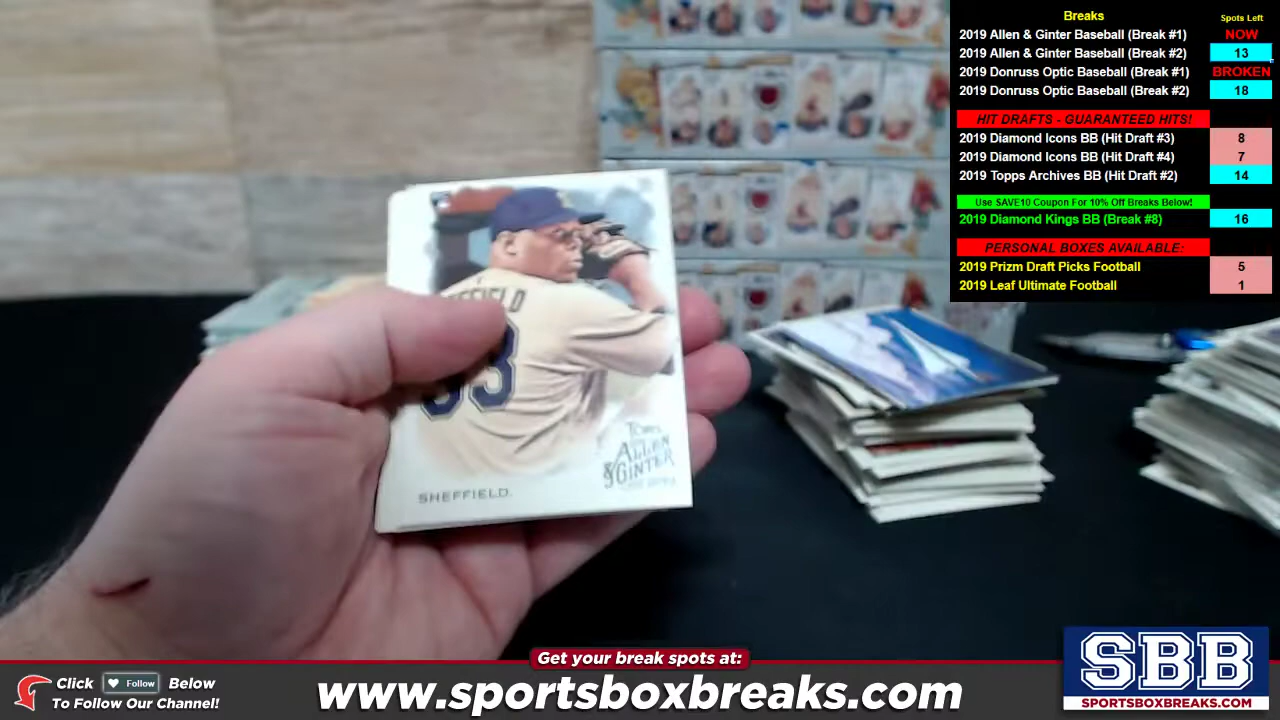 Breaks Spots Left
2019 Allen & Ginter Baseball (Break #1) NOW
2019 Allen & Ginter Baseball (Break #2) 13
2019 Donruss Optic Baseball (Break #1) BROKEN
2019 Donruss Optic Baseball (Break #2) 18
HIT DRAFTS - GUARANTEED HITS!
2019 Diamond Icons BB (Hit Draft #3) 8
2019 Diamond Icons BB (Hit Draft #4) 7
2019 Topps Archives BB (Hit Draft #2) 14
Use SAVE10 Coupon For 10% Off Breaks Below!
2019 Diamond Kings BB (Break #8) 16
PERSONAL BOXES AVAILABLE:
2019 Prizm Draft Picks Football 5
2019 Leaf Ultimate Football 1
FFIELD
33
TOPPS
ALLEN
& GINTER
SHEFFIELD.
Get your break spots at:
Click Follow Below
To Follow Our Channel!
www.sportsboxbreaks.com
SBB
SPORTSBOXBREAKS.COM